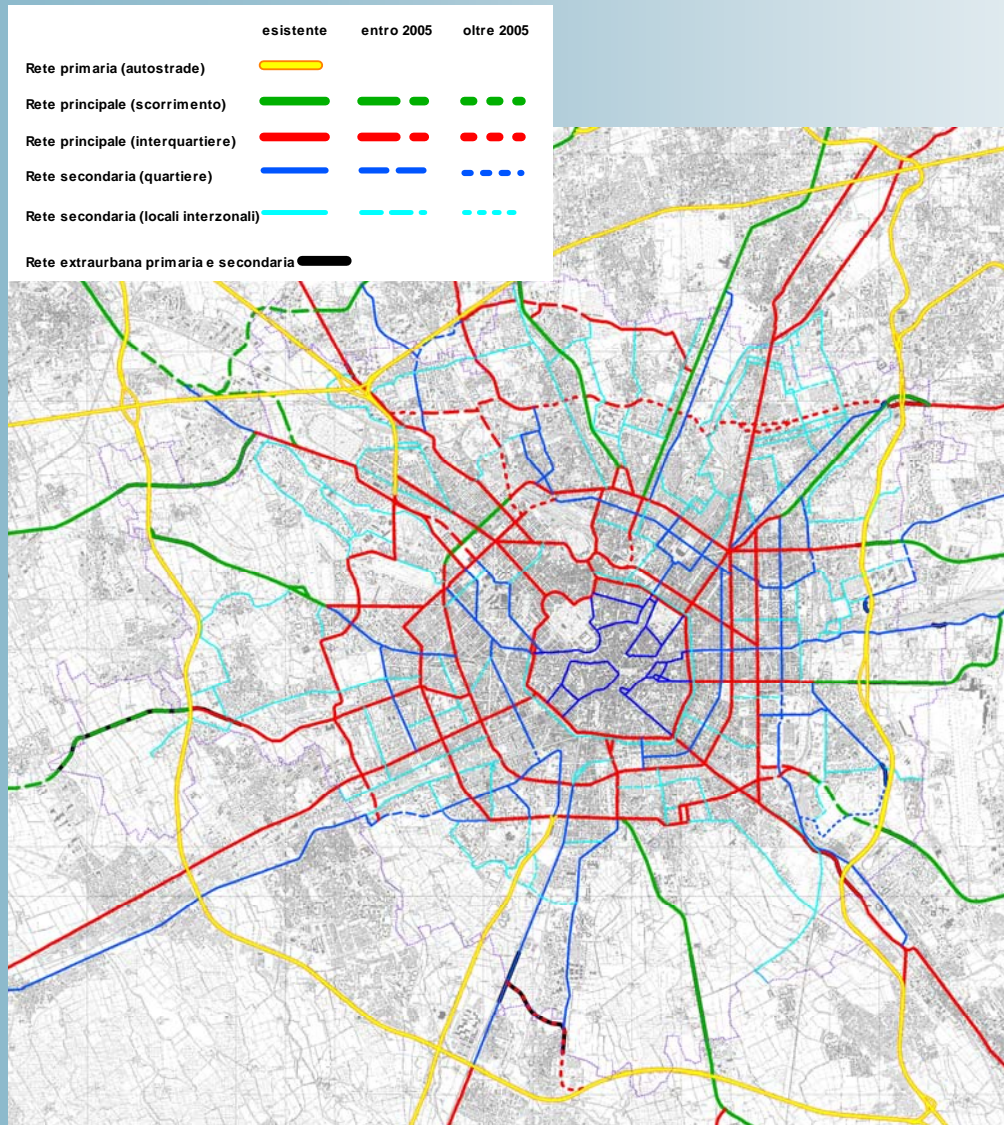 esistente entro 2005 oltre 2005
Rete primaria (autostrade)
Rete principale (scorrimento)
Rete principale (interquartiere)
Rete secondaria (quartiere)
Rete secondaria (locali interzonali)
Rete extraurbana primaria e secondaria